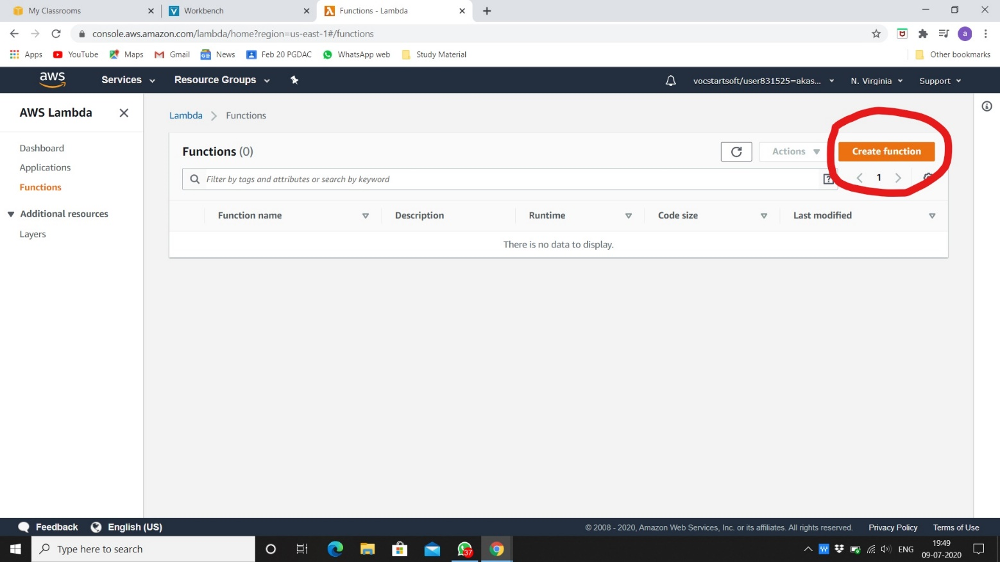 My Classrooms
Workbench
Functions - Lambda
console.aws.amazon.com/lambda/home?region=us-east-1#/functions
a
Apps YouTube Maps Gmail News Feb 20 PGDAC WhatsApp web Study Material Other bookmarks
aws Services Resource Groups vocstartsoft/user831525=akas... N. Virginia Support
AWS Lambda
Dashboard
Applications
Functions
Additional resources
Layers
Lambda > Functions
Functions (0)
Actions
Create function
Filter by tags and attributes or search by keyword
?
< 1 >
Function name Description Runtime Code size Last modified
There is no data to display.
Feedback English (US) © 2008 - 2020, Amazon Web Services, Inc. or its affiliates. All rights reserved. Privacy Policy Terms of Use
Type here to search
37
ENG
19:49
09-07-2020